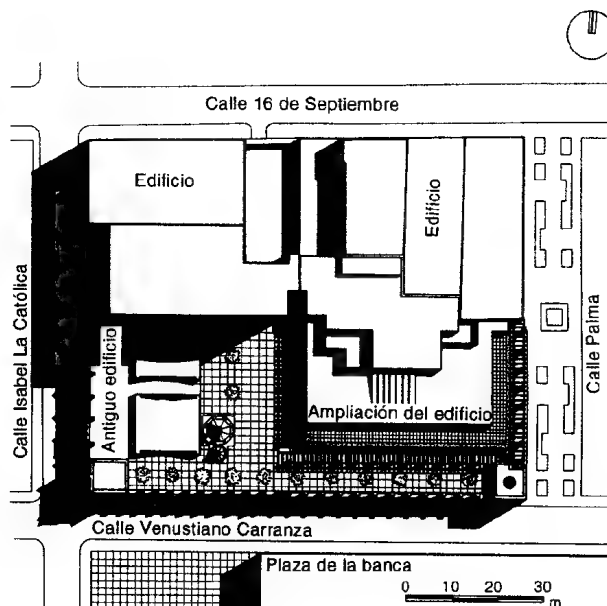 Calle 16 de Septiembre
Edificio
Edificio
Calle Isabel La Católica
Calle Palma
Antiguo edificio
Ampliación del edificio
Calle Venustiano Carranza
Plaza de la banca
0 10 20 30
m